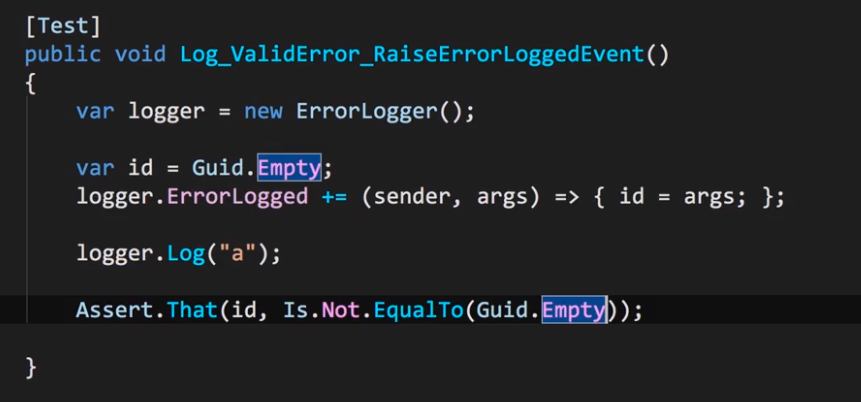 [Test]
public void Log_ValidError_RaiseErrorLoggedEvent()
{
var logger = new ErrorLogger();
var id = Guid.Empty;
logger.ErrorLogged += (sender, args) => { id = args; };
logger.Log("a");
Assert.That(id, Is.Not.EqualTo(Guid.Empty));
}